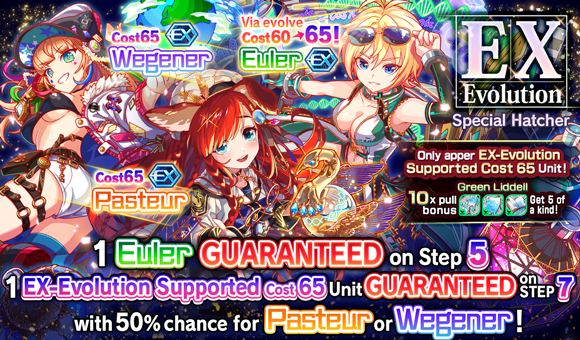 Cost65 EX
Wegener
Via evolve
Cost60→65!
Euler EX
EX
Evolution
Special Hatcher
Only apper EX-Evolution
Supported Cost 65 Unit!
Green Liddell
10x pull bonus
Get 5 of a kind!
Cost65 EX
Pasteur
1 Euler GUARANTEED on Step 5
1 EX-Evolution Supported Cost 65 Unit GUARANTEED on STEP 7
with 50% chance for Pasteur or Wegener!